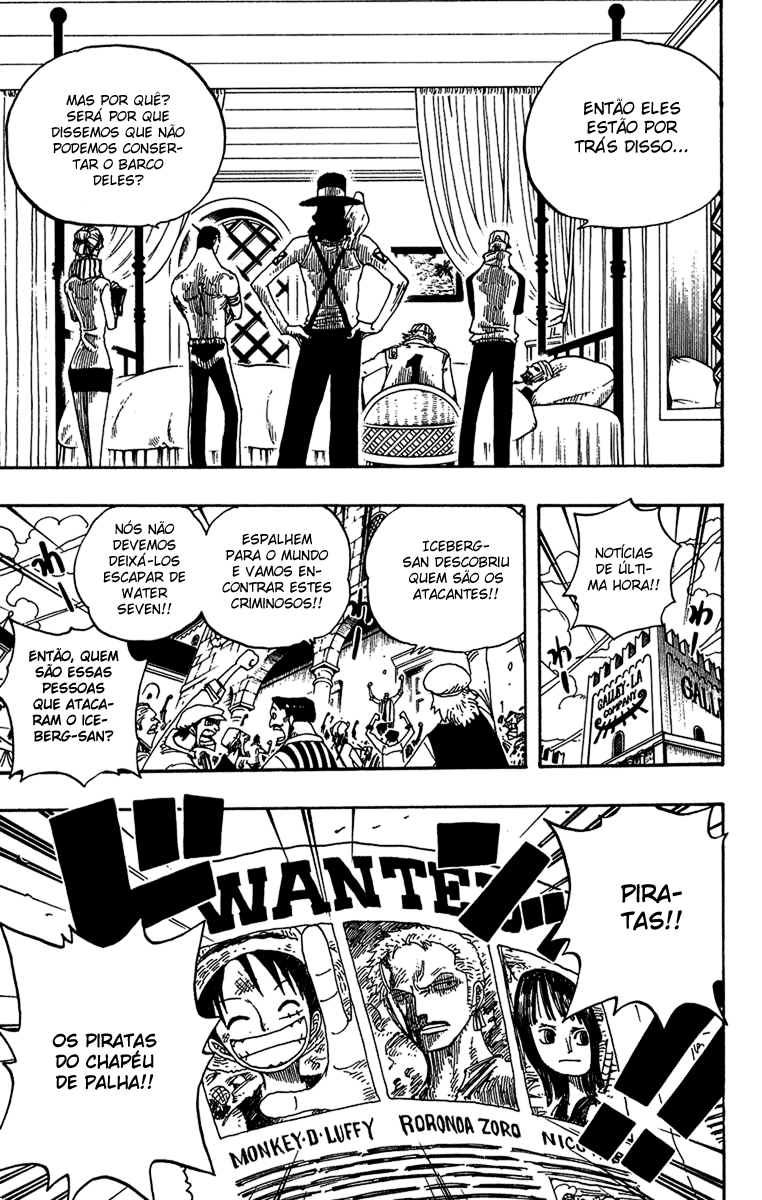 ENTÃO ELES
ESTÃO POR
TRÁS DISSO...
MAS POR QUÊ?
SERÁ POR QUE
DISSEMOS QUE NÃO
PODEMOS CONSER-
TAR O BARCO
DELES?
1
NOTÍCIAS
DE ÚLTI-
MA HORA!!
GALLEY-LA
COMPANY
GALLE
ICEBERG-
SAN DESCOBRIU
QUEM SÃO OS
ATACANTES!!
ESPALHEM
PARA O MUNDO
E VAMOS EN-
CONTRAR ESTES
CRIMINOSOS!!
NÓS NÃO
DEVEMOS
DEIXÁ-LOS
ESCAPAR DE
WATER
SEVEN!!
ENTÃO, QUEM
SÃO ESSAS
PESSOAS
QUE ATACA-
RAM O ICE-
BERG-SAN?
PIRA-
TAS!!
WANTED
OS PIRATAS
DO CHAPÉU
DE PALHA!!
MONKEY·D·LUFFY
RORONOA ZORO
NICO